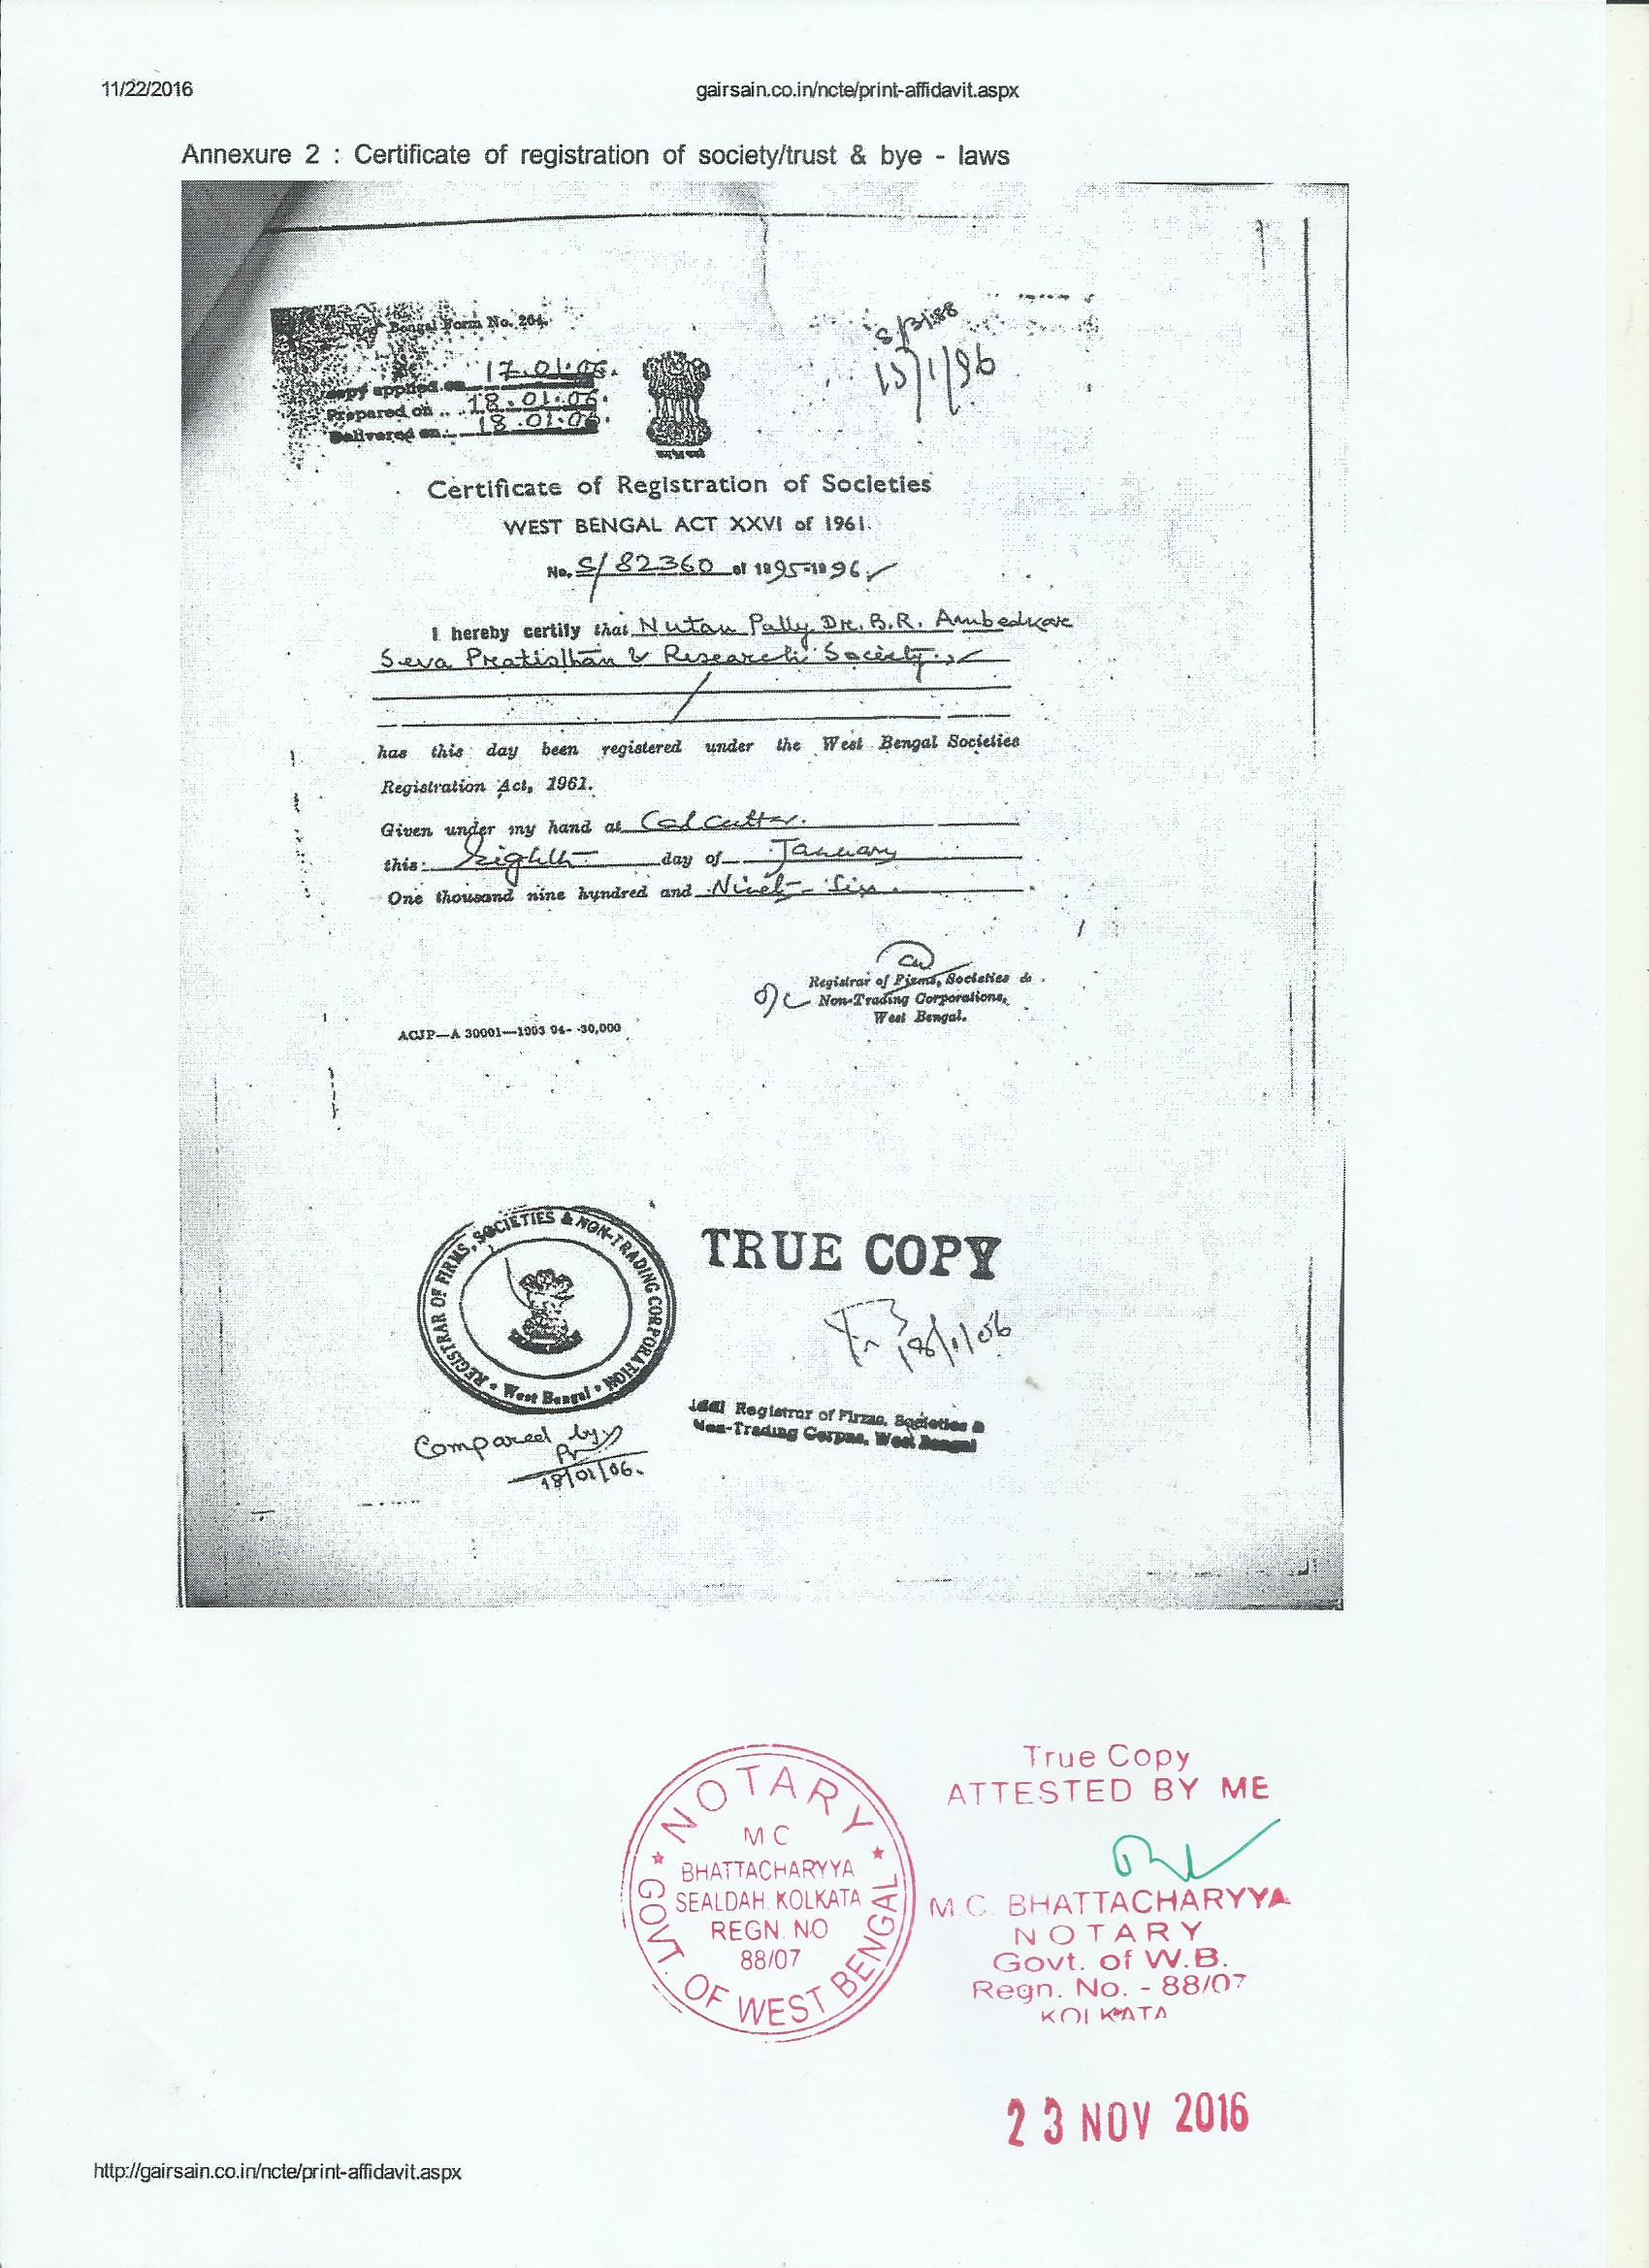 11/22/2016 gairsain.co.in/ncte/print-affidavit.aspx
Annexure 2 : Certificate of registration of society/trust & bye - laws
West Bengal Form No. 264.
Copy applied on 17.01.06.
Prepared on .. 18.01.06.
Delivered on... 18.01.06.
15/1/96
Certificate of Registration of Societies
WEST BENGAL ACT XXVI of 1961.
No. S/82360 of 1995-1996
I hereby certify that Nutan Pally Dr. B.R. Ambedkar
Seva Pratisthan & Research Society.
has this day been registered under the West Bengal Societies
Registration Act, 1961.
Given under my hand at Calcutta.
this Eighth day of January
One thousand nine hundred and Ninety Six.
Registrar of Firms, Societies &
Non-Trading Corporations,
West Bengal.
AGJP—A 30001—1993 94- -30,000
REGISTRAR OF FIRMS, SOCIETIES & NON-TRADING CORPORATION
West Bengal
TRUE COPY
18/1/06
Registrar of Firms, Societies &
Non-Trading Corpns, West Bengal
Compared by
18/01/06.
NOTARY
M C
BHATTACHARYYA
SEALDAH. KOLKATA
REGN. NO
88/07
GOVT. OF WEST BENGAL
True Copy
ATTESTED BY ME
M.C. BHATTACHARYYA
NOTARY
Govt. of W.B.
Regn. No. - 88/07
KOLKATA
23 NOV 2016
http://gairsain.co.in/ncte/print-affidavit.aspx